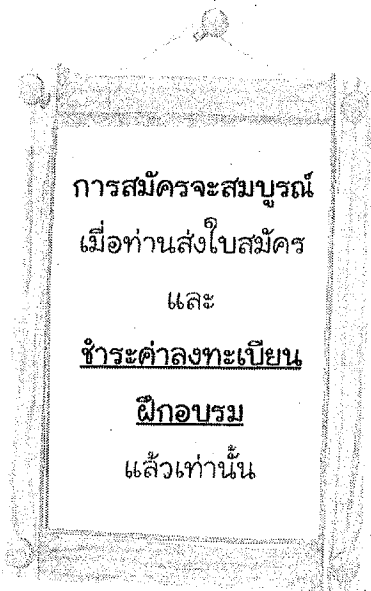 การสมัครจะสมบูรณ์
เมื่อท่านส่งใบสมัคร
และ
ชำระค่าลงทะเบียน
ฝึกอบรม
แล้วเท่านั้น